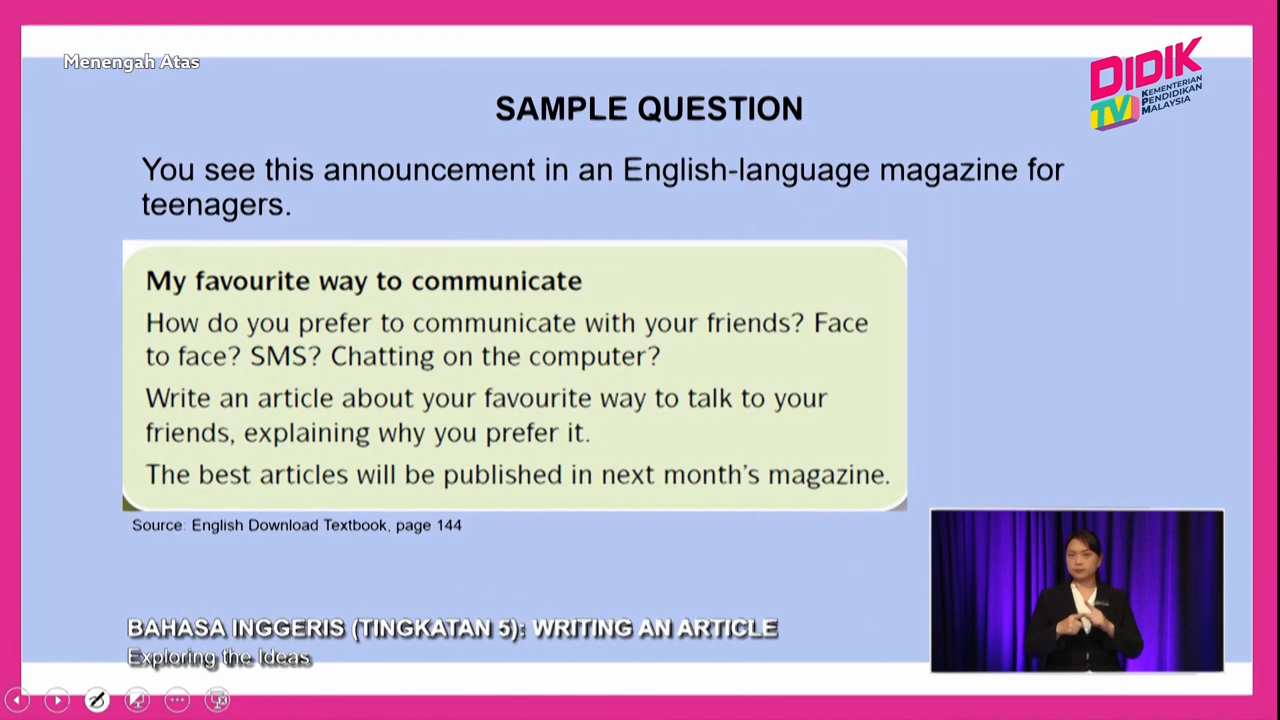 Menengah Atas
DIDIK
TV
KEMENTERIAN
PENDIDIKAN
MALAYSIA
SAMPLE QUESTION
You see this announcement in an English-language magazine for
teenagers.
My favourite way to communicate
How do you prefer to communicate with your friends? Face
to face? SMS? Chatting on the computer?
Write an article about your favourite way to talk to your
friends, explaining why you prefer it.
The best articles will be published in next month's magazine.
Source: English Download Textbook, page 144
BAHASA INGGERIS (TINGKATAN 5): WRITING AN ARTICLE
Exploring the Ideas